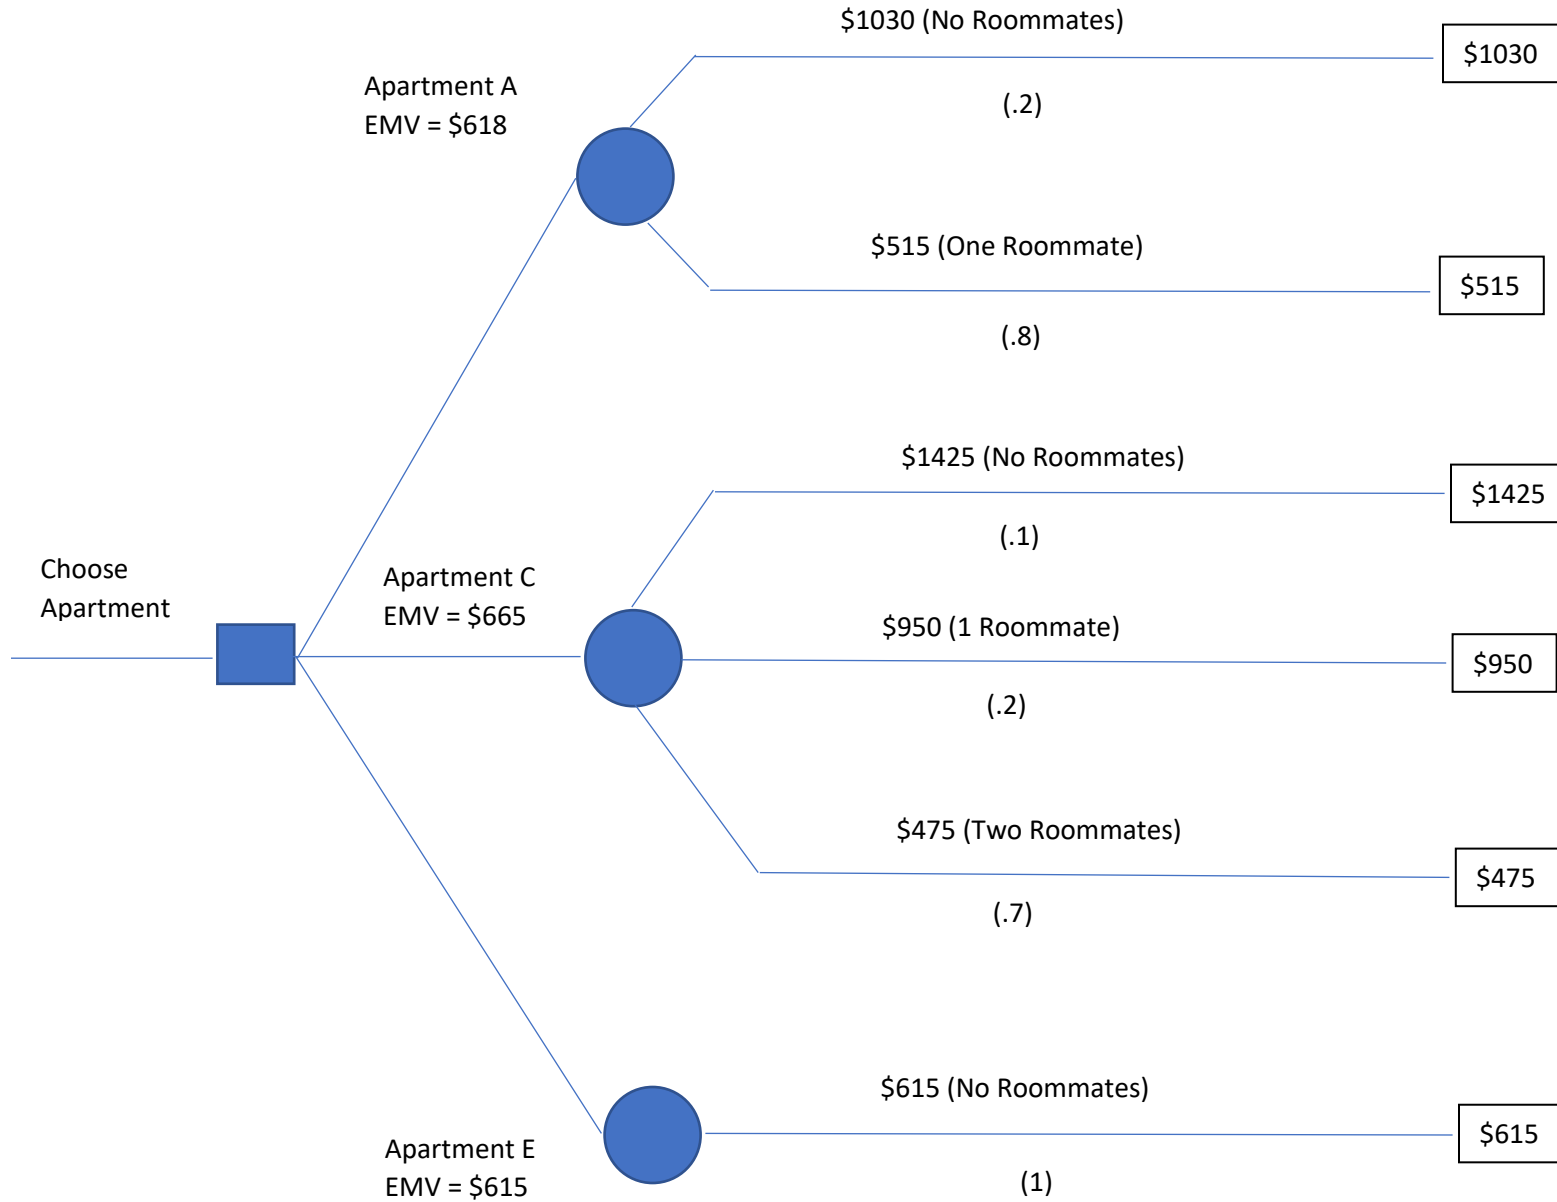 $1030 (No Roommates)
$1030
Apartment A
EMV = $618
(.2)
$515 (One Roommate)
$515
(.8)
$1425 (No Roommates)
$1425
(.1)
Choose
Apartment
Apartment C
EMV = $665
$950 (1 Roommate)
$950
(.2)
$475 (Two Roommates)
$475
(.7)
$615 (No Roommates)
$615
Apartment E
EMV = $615
(1)